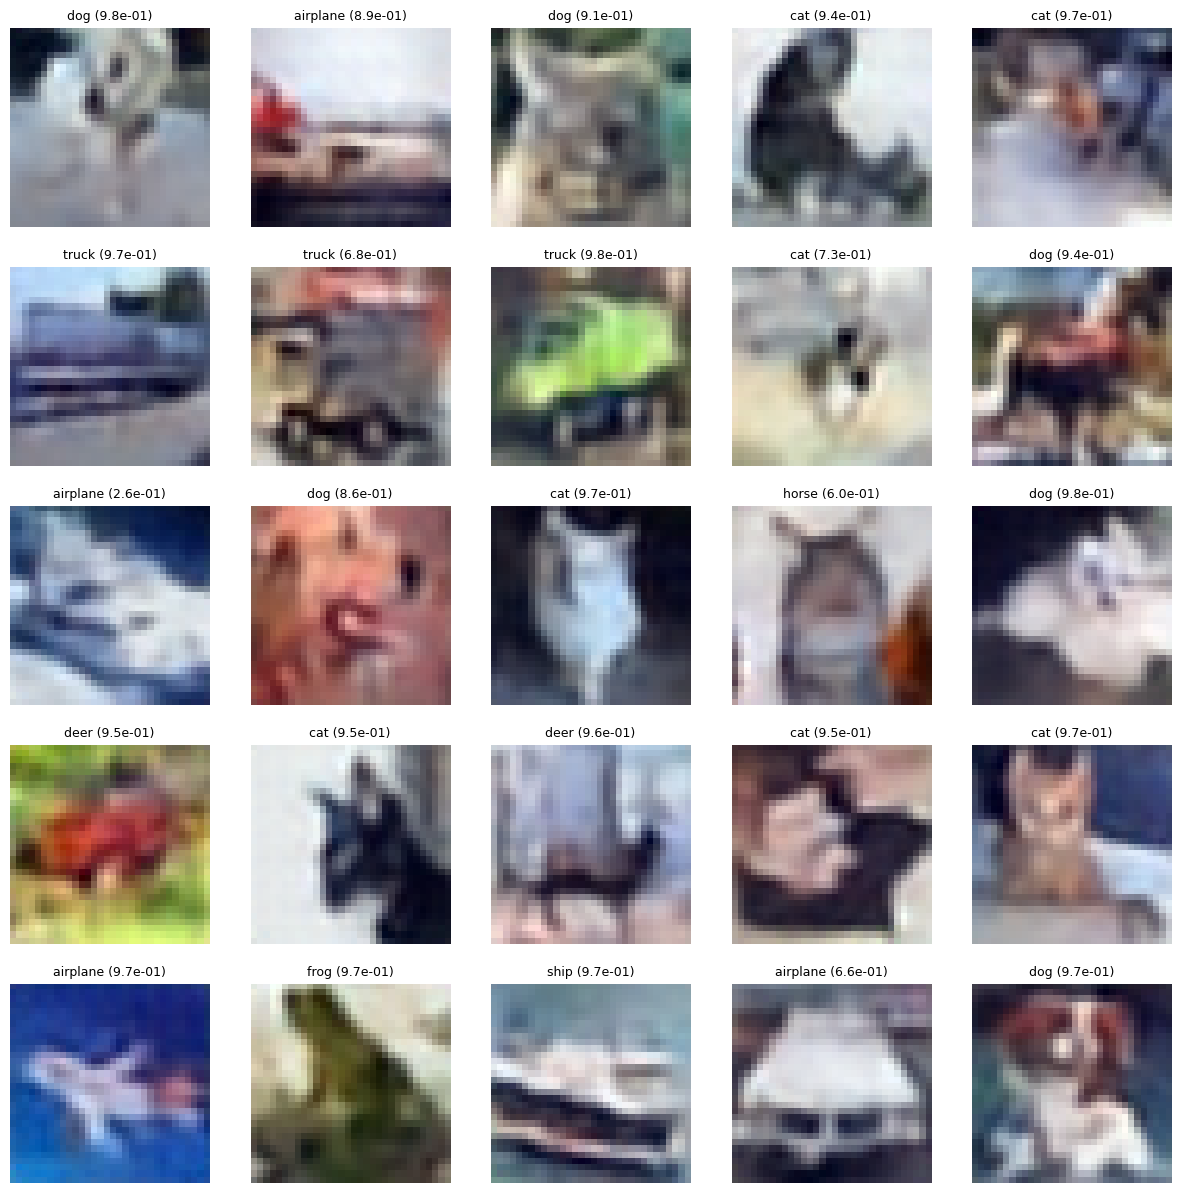 dog (9.8e-01)
airplane (8.9e-01)
dog (9.1e-01)
cat (9.4e-01)
cat (9.7e-01)
truck (9.7e-01)
truck (6.8e-01)
truck (9.8e-01)
cat (7.3e-01)
dog (9.4e-01)
airplane (2.6e-01)
dog (8.6e-01)
cat (9.7e-01)
horse (6.0e-01)
dog (9.8e-01)
deer (9.5e-01)
cat (9.5e-01)
deer (9.6e-01)
cat (9.5e-01)
cat (9.7e-01)
airplane (9.7e-01)
frog (9.7e-01)
ship (9.7e-01)
airplane (6.6e-01)
dog (9.7e-01)